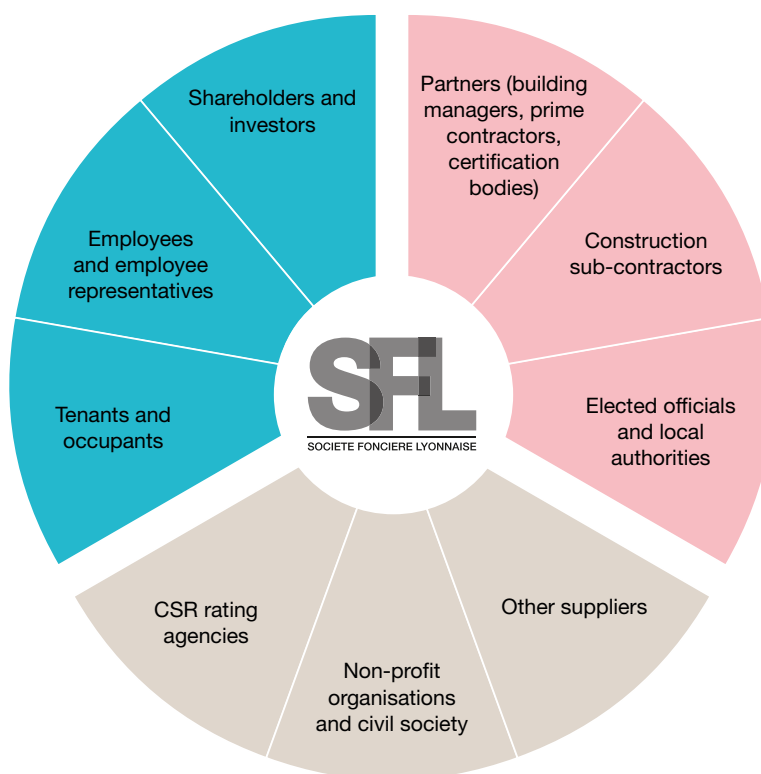 Shareholders and
investors
Partners (building
managers, prime
contractors,
certification
bodies)
Employees
and employee
representatives
Construction
sub-contractors
Tenants and
occupants
SFL
SOCIETE FONCIERE LYONNAISE
Elected officials
and local
authorities
CSR rating
agencies
Non-profit
organisations
and civil society
Other suppliers